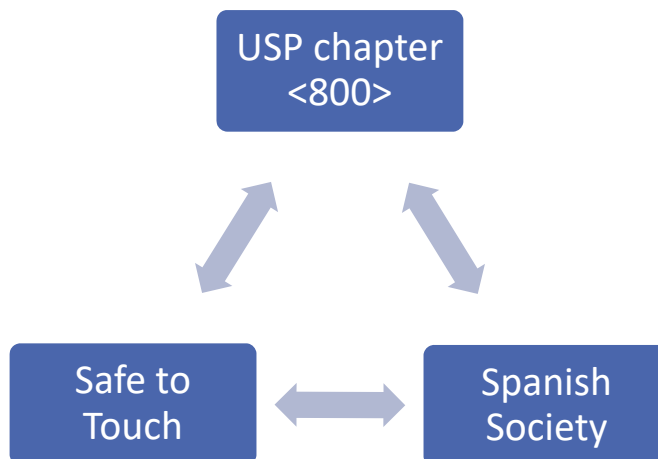 USP chapter
<800>
Safe to
Touch
Spanish
Society